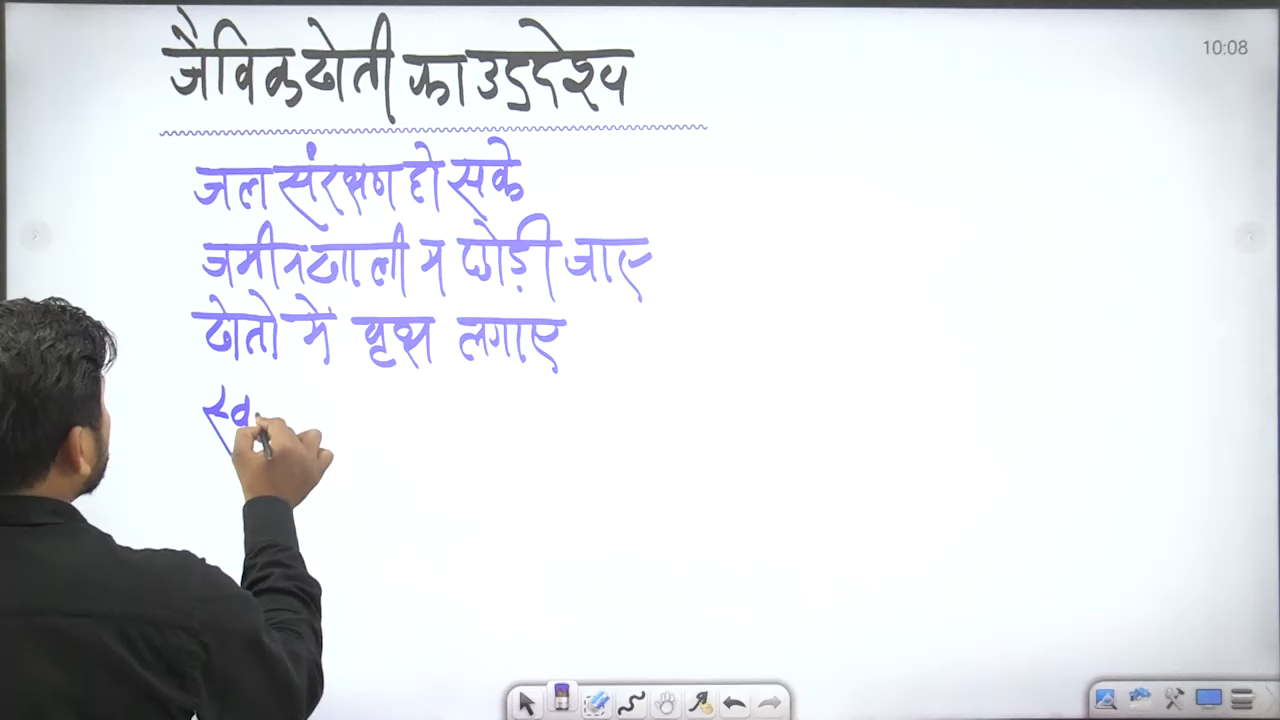 जैविक खेती का उद्देश्य
10:08
जल संरक्षण हो सके
जमीन खाली न छोड़ी जाए
खेतो में वृक्ष लगाए
स्व